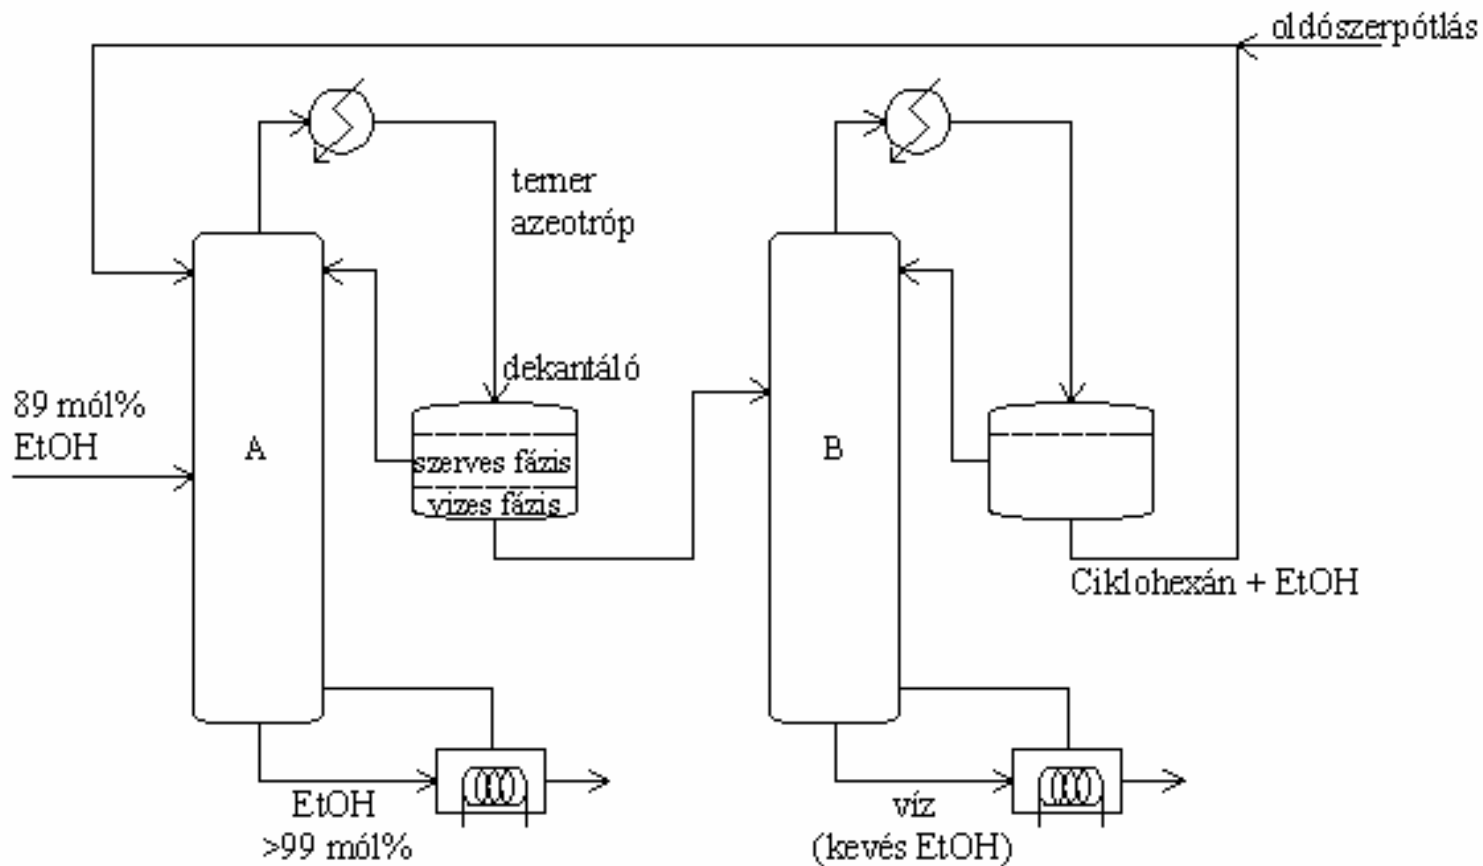 oldószerpótlás
terner
azeotróp
dekantáló
89 mól%
EtOH
A
szerves fázis
vizes fázis
B
Ciklohexán + EtOH
EtOH
>99 mól%
víz
(kevés EtOH)